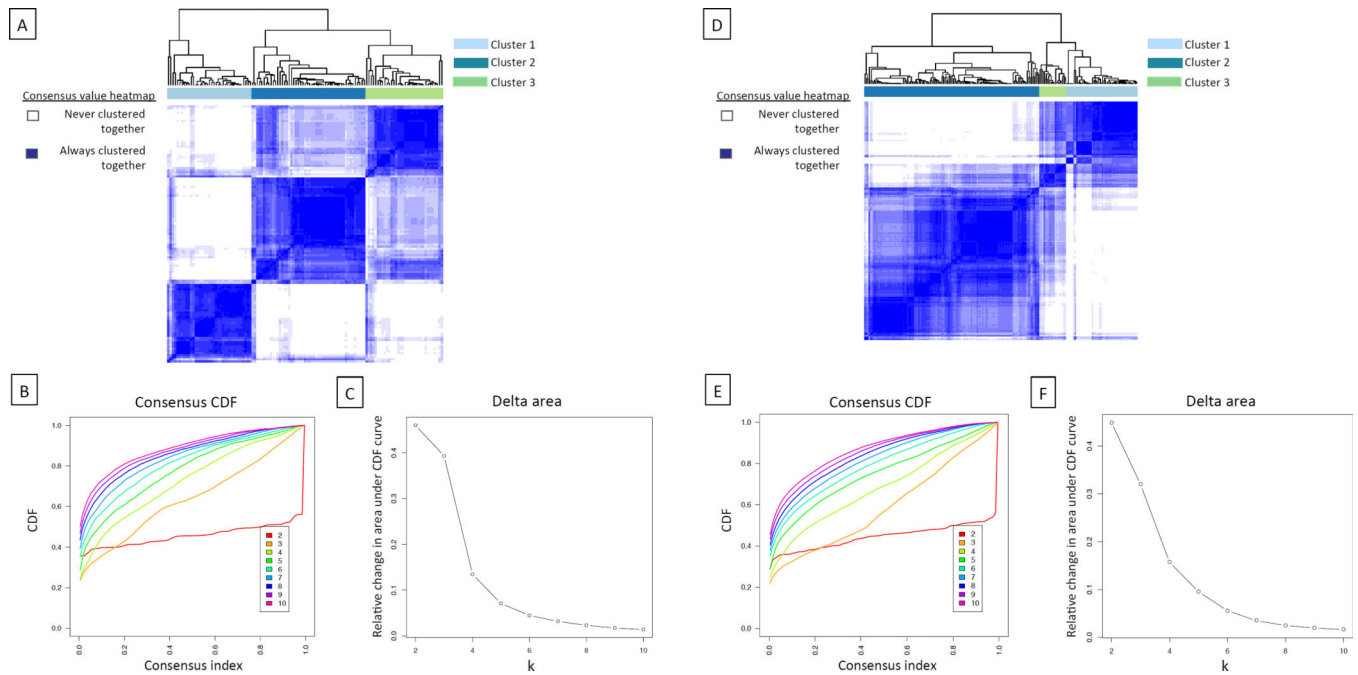 A
Cluster 1
Cluster 2
Cluster 3
Consensus value heatmap
Never clustered
together
Always clustered
together
D
Cluster 1
Cluster 2
Cluster 3
Consensus value heatmap
Never clustered
together
Always clustered
together
B
Consensus CDF
CDF
1.0
0.8
0.6
0.4
0.2
0.0
2
3
4
5
6
7
8
9
10
0.0
0.2
0.4
0.6
0.8
1.0
Consensus index
C
Delta area
Relative change in area under CDF curve
0.4
0.3
0.2
0.1
0.0
2
4
6
8
10
k
E
Consensus CDF
CDF
1.0
0.8
0.6
0.4
0.2
0.0
2
3
4
5
6
7
8
9
10
0.0
0.2
0.4
0.6
0.8
1.0
Consensus index
F
Delta area
Relative change in area under CDF curve
0.4
0.3
0.2
0.1
0.0
2
4
6
8
10
k